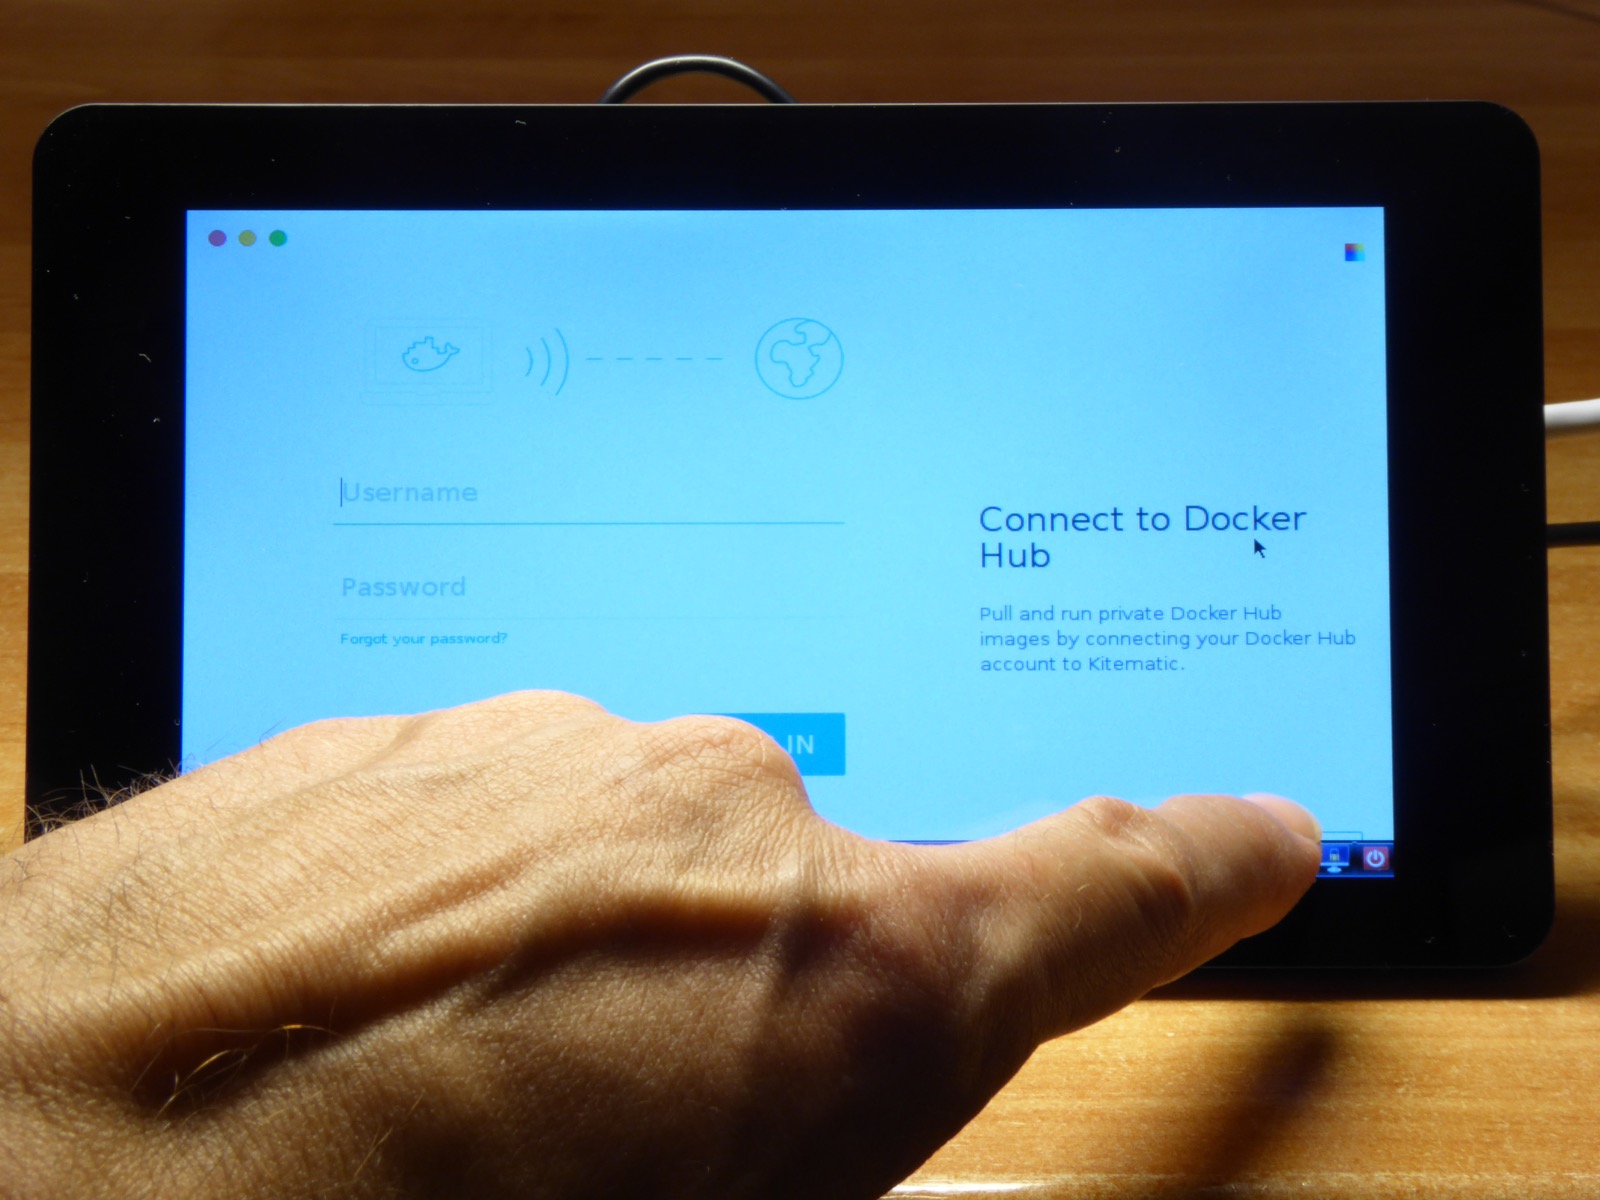 Username
Password
Forgot your password?
IN
Connect to Docker
Hub
Pull and run private Docker Hub
images by connecting your Docker Hub
account to Kitematic.